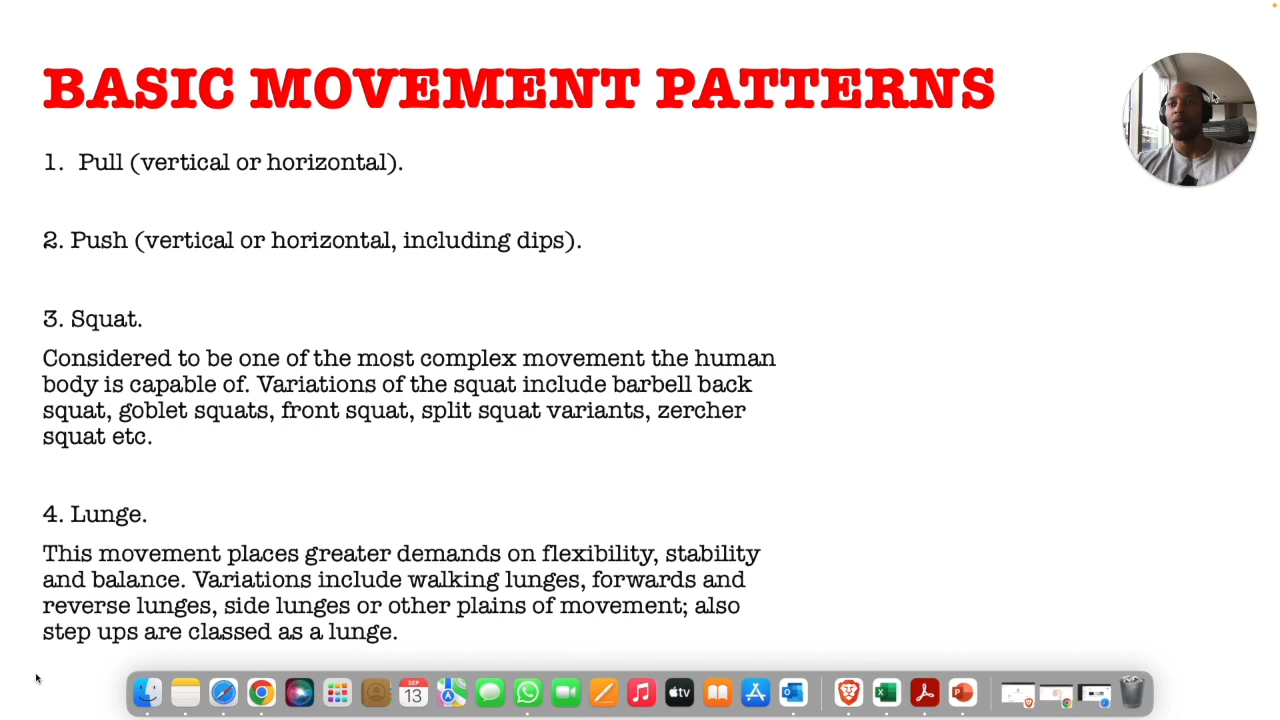 BASIC MOVEMENT PATTERNS
1. Pull (vertical or horizontal).
2. Push (vertical or horizontal, including dips).
3. Squat.
Considered to be one of the most complex movement the human
body is capable of. Variations of the squat include barbell back
squat, goblet squats, front squat, split squat variants, zercher
squat etc.
4. Lunge.
This movement places greater demands on flexibility, stability
and balance. Variations include walking lunges, forwards and
reverse lunges, side lunges or other plains of movement; also
step ups are classed as a lunge.
SEP
13
tv